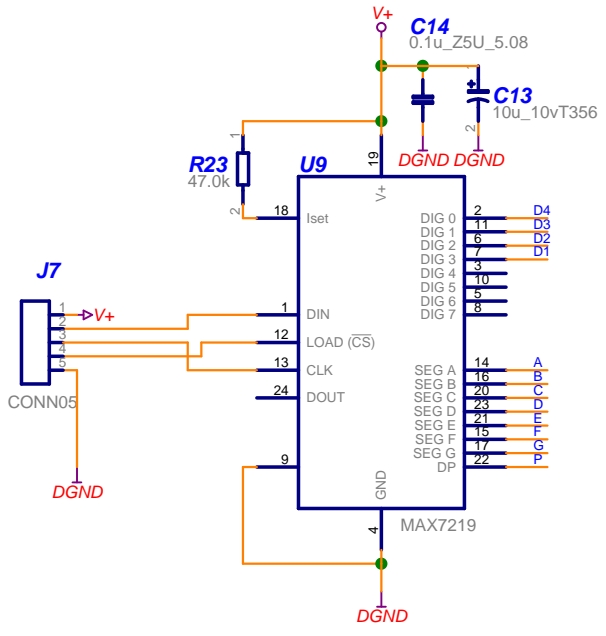 V+
C14
0.1u_Z5U_5.08
C13
10u_10vT356
2
DGND DGND
1
R23
47.0k
2
19
U9
V+
18 Iset
DIG 0 2 D4
DIG 1 11 D3
DIG 2 6 D2
DIG 3 7 D1
DIG 4 3
DIG 5 10
DIG 6 5
DIG 7 8
J7
1 V+
2
3
4
5
CONN05
1 DIN
12 LOAD (CS)
13 CLK
24 DOUT
SEG A 14 A
SEG B 16 B
SEG C 20 C
SEG D 23 D
SEG E 21 E
SEG F 15 F
SEG G 17 G
DP 22 P
9
GND
4
MAX7219
DGND
DGND